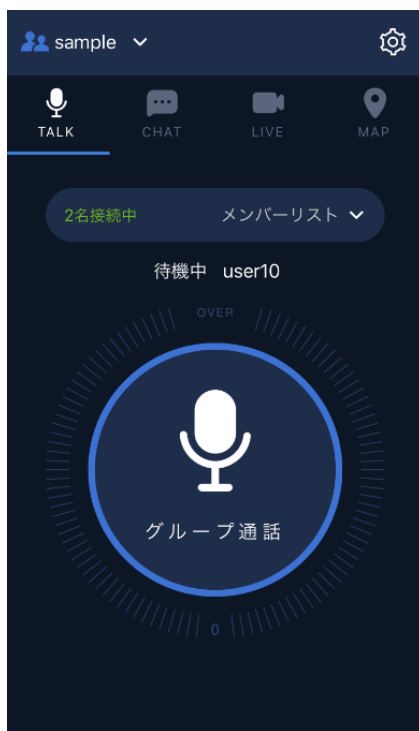 sample
TALK CHAT LIVE MAP
2名接続中 メンバーリスト
待機中 user10
OVER
グループ通話
0